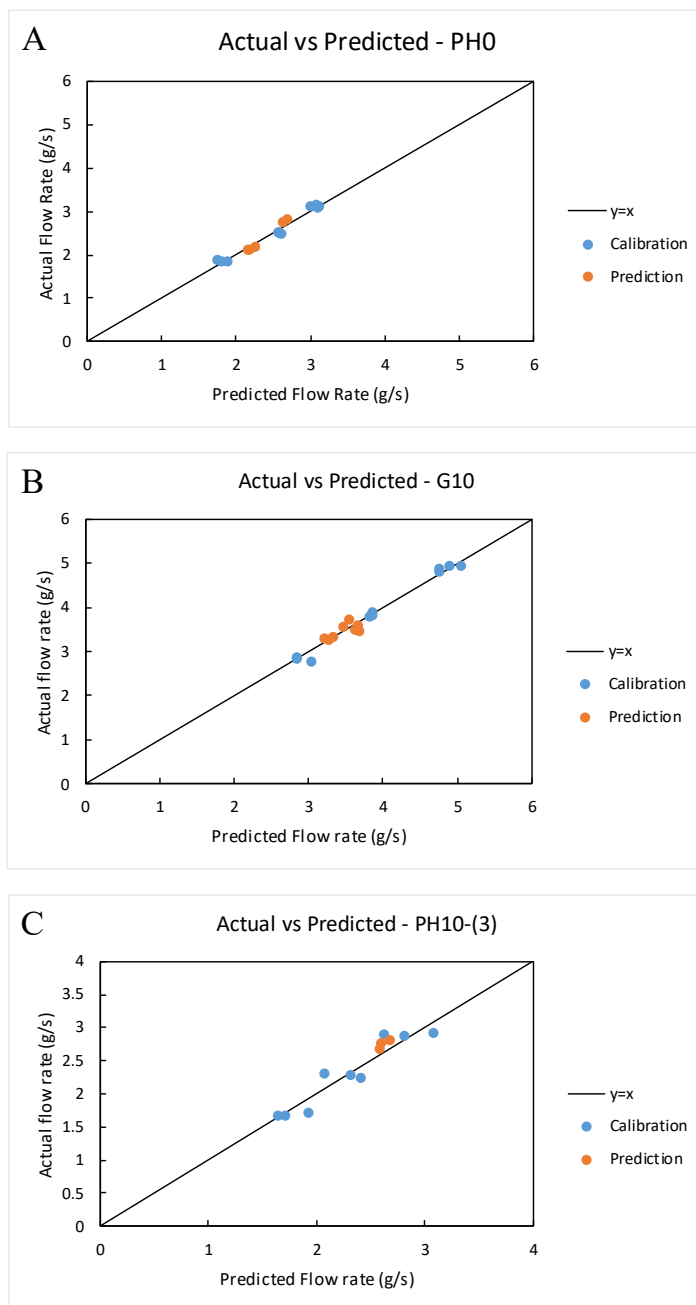 A
Actual vs Predicted - PH0
6
5
4
3
2
1
0
0 1 2 3 4 5 6
Actual Flow Rate (g/s)
Predicted Flow Rate (g/s)
y=x
Calibration
Prediction
B
Actual vs Predicted - G10
6
5
4
3
2
1
0
0 1 2 3 4 5 6
Actual flow rate (g/s)
Predicted Flow rate (g/s)
y=x
Calibration
Prediction
C
Actual vs Predicted - PH10-(3)
4
3.5
3
2.5
2
1.5
1
0.5
0
0 1 2 3 4
Actual flow rate (g/s)
Predicted Flow rate (g/s)
y=x
Calibration
Prediction